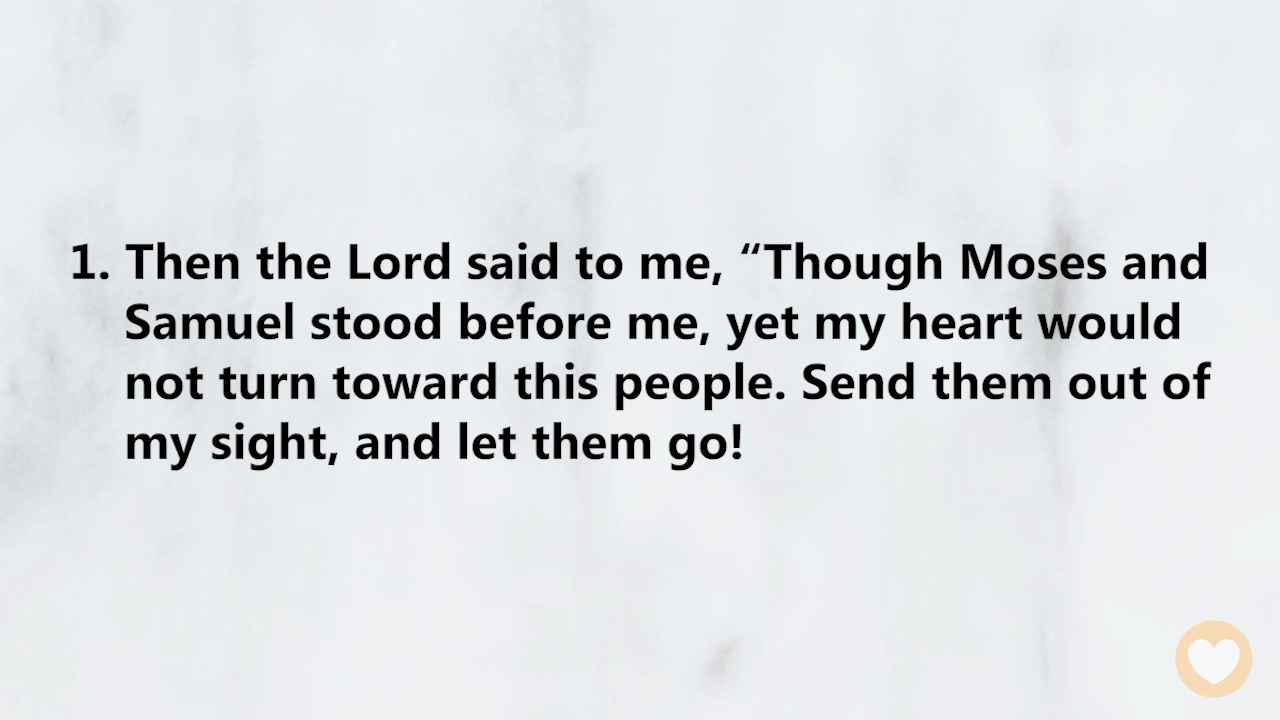 1. Then the Lord said to me, “Though Moses and
Samuel stood before me, yet my heart would
not turn toward this people. Send them out of
my sight, and let them go!